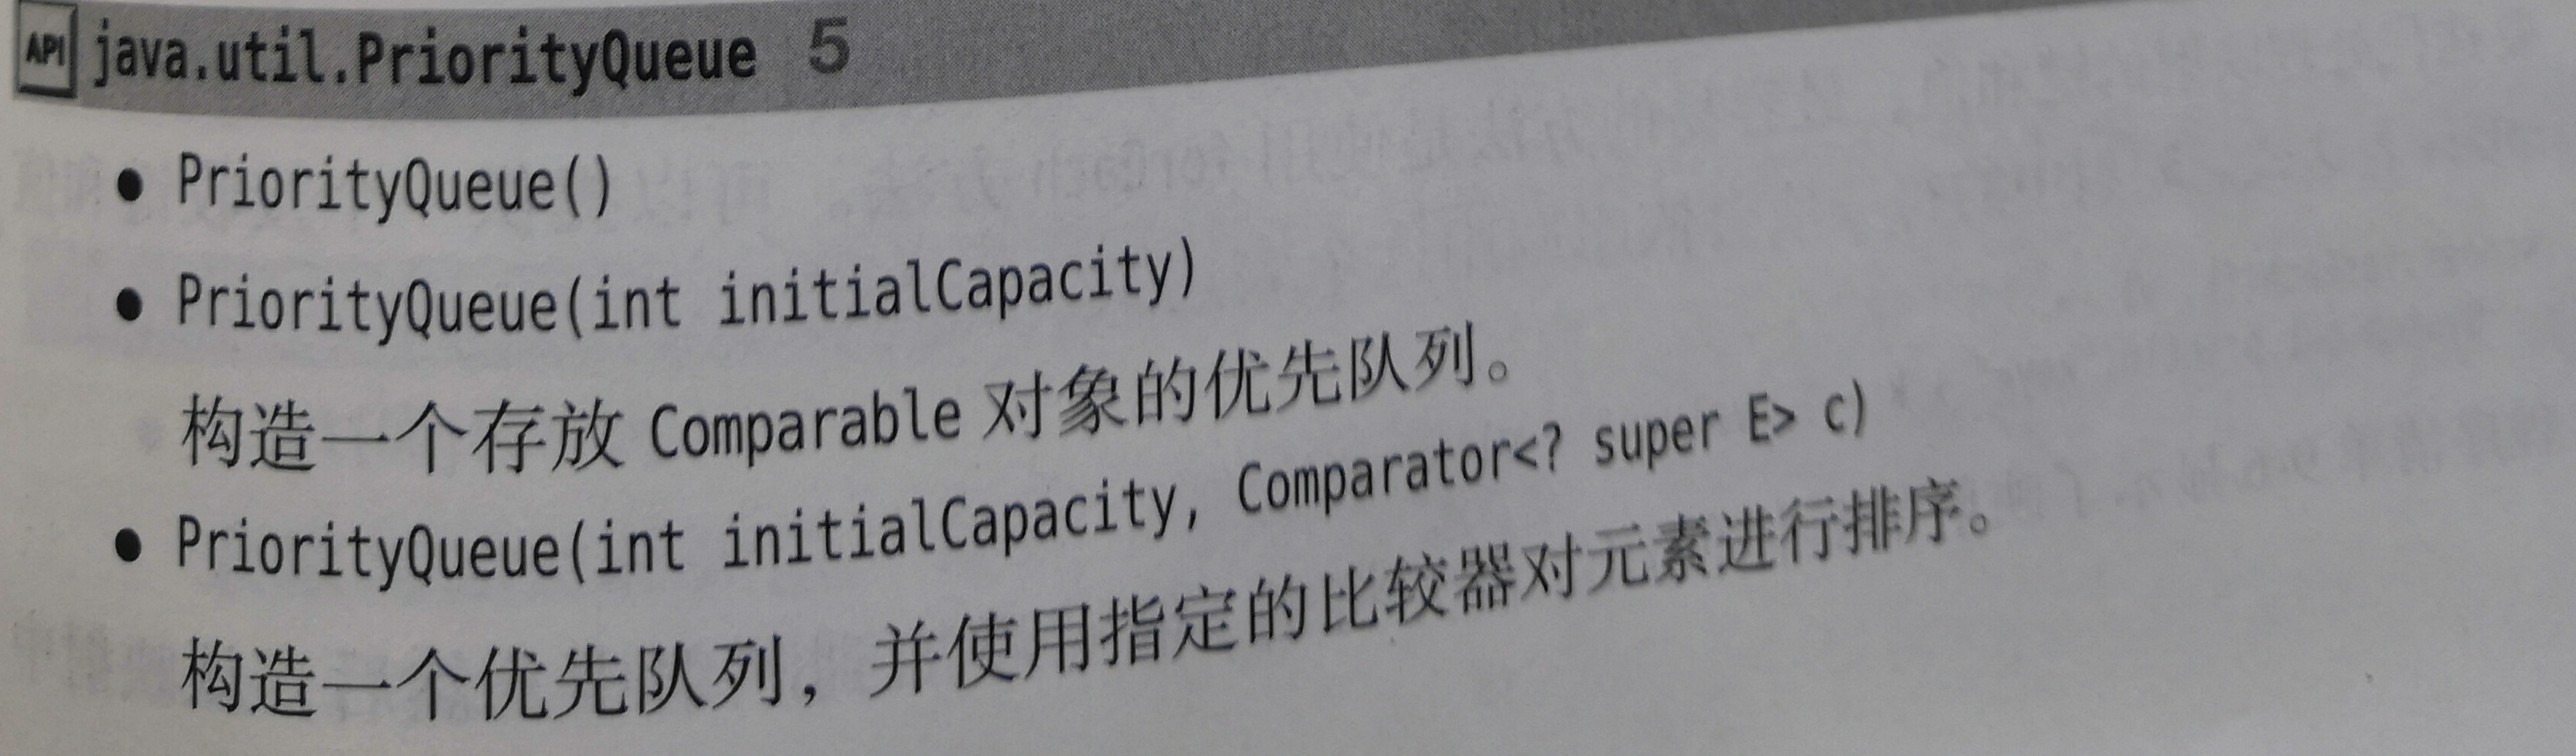 API java.util.PriorityQueue 5
• PriorityQueue()
• PriorityQueue(int initialCapacity)
构造一个存放 Comparable 对象的优先队列。
• PriorityQueue(int initialCapacity, Comparator<? super E> c)
构造一个优先队列，并使用指定的比较器对元素进行排序。